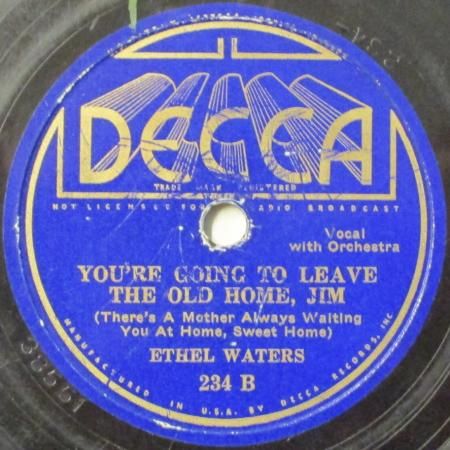 DECCA
TRADE MARK REGISTERED
NOT LICENSED FOR RADIO BROADCAST
Vocal
with Orchestra
YOU'RE GOING TO LEAVE
THE OLD HOME, JIM
(There's A Mother Always Waiting
You At Home, Sweet Home)
ETHEL WATERS
234 B
MANUFACTURED IN U.S.A. BY DECCA RECORDS, INC